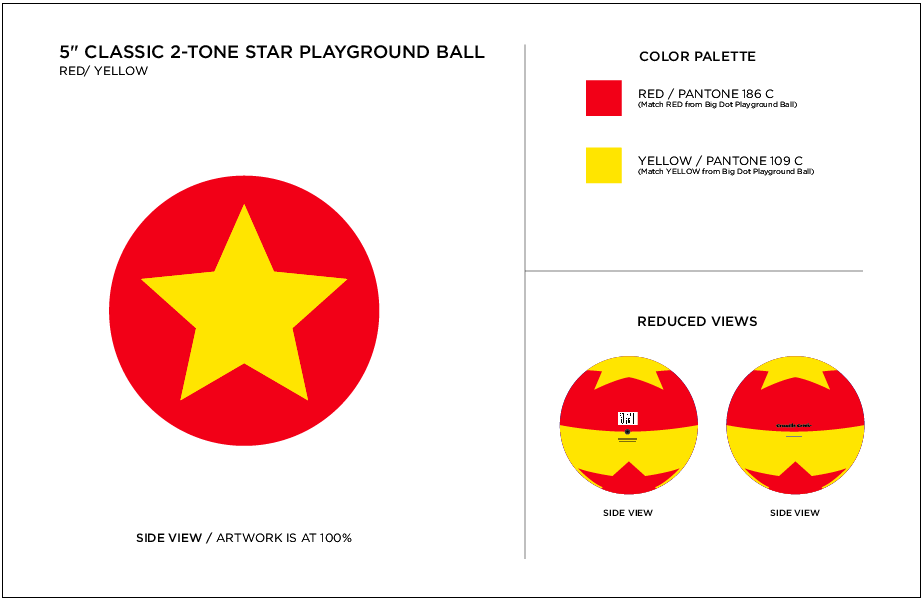 5" CLASSIC 2-TONE STAR PLAYGROUND BALL
RED/ YELLOW
SIDE VIEW / ARTWORK IS AT 100%
COLOR PALETTE
RED / PANTONE 186 C
(Match RED from Big Dot Playground Ball)
YELLOW / PANTONE 109 C
(Match YELLOW from Big Dot Playground Ball)
REDUCED VIEWS
SIDE VIEW
SIDE VIEW